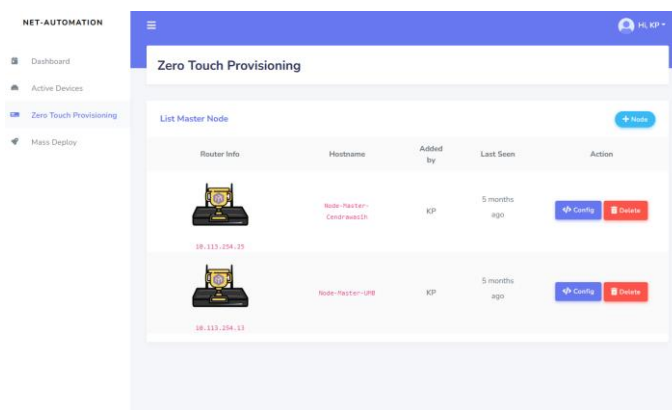 NET-AUTOMATION
Hi, KP
Dashboard
Active Devices
Zero Touch Provisioning
Mass Deploy
Zero Touch Provisioning
List Master Node
+ Node
Router Info Hostname Added by Last Seen Action
Node-Master-
Cendrawasih
KP
5 months
ago
</> Config
Delete
10.113.254.25
Node-Master-UMB
KP
5 months
ago
</> Config
Delete
10.113.254.13